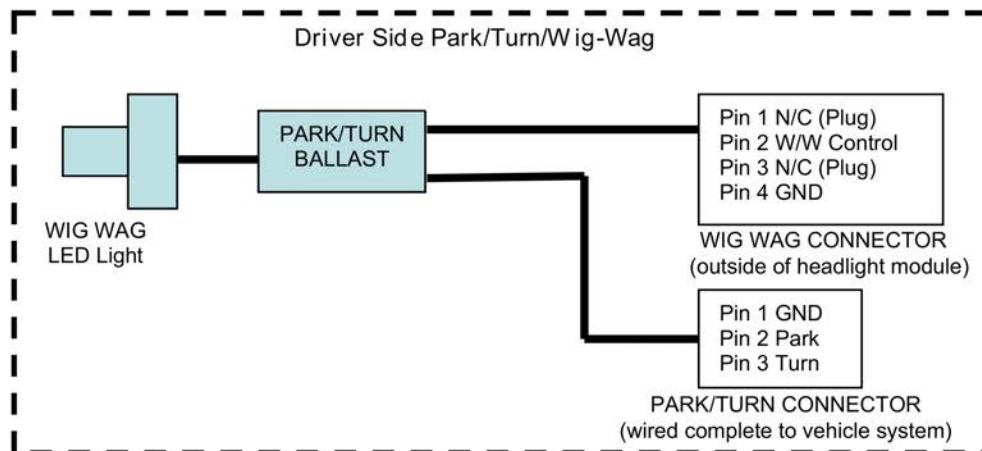 Driver Side Park/Turn/Wig-Wag
PARK/TURN
BALLAST
WIG WAG
LED Light
Pin 1 N/C (Plug)
Pin 2 W/W Control
Pin 3 N/C (Plug)
Pin 4 GND
WIG WAG CONNECTOR
(outside of headlight module)
Pin 1 GND
Pin 2 Park
Pin 3 Turn
PARK/TURN CONNECTOR
(wired complete to vehicle system)